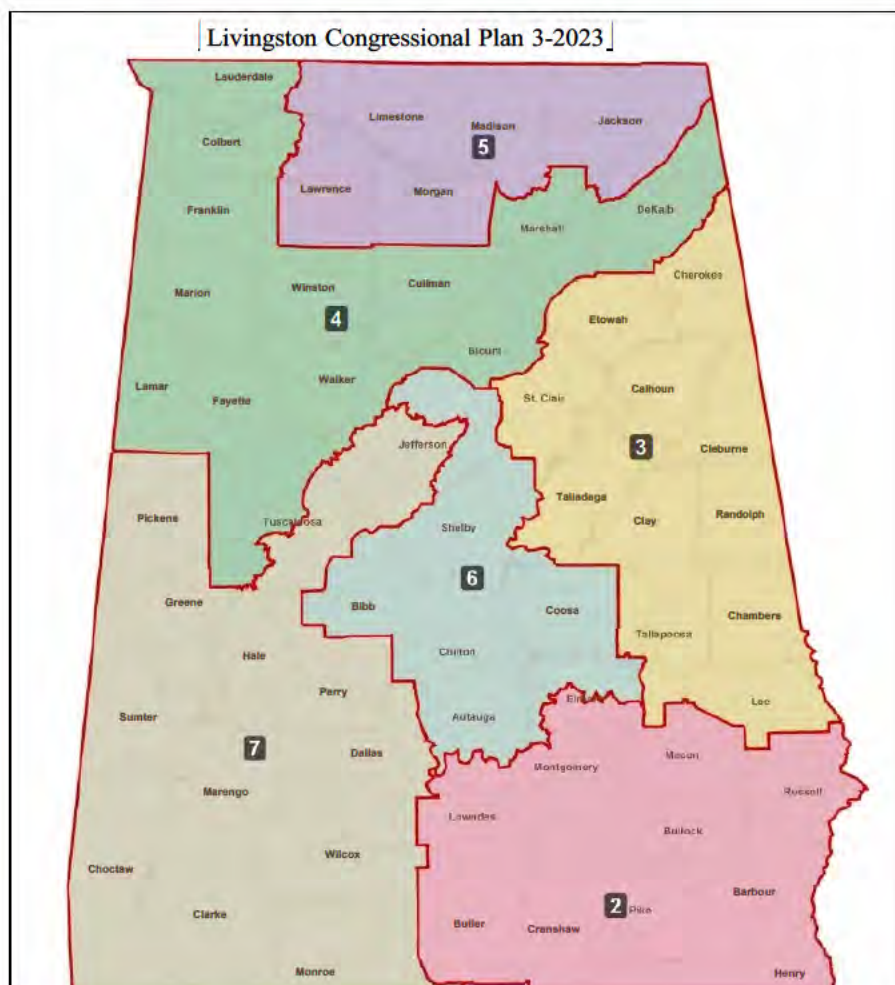 Livingston Congressional Plan 3-2023
Lauderdale
Limestone
Madison
Jackson
Colbert
5
Lawrence
Morgan
Franklin
DeKalb
Marshall
Cherokee
Marion
Winston
Cullman
4
Etowah
Blount
Lamar
Walker
Fayette
St. Clair
Calhoun
Jefferson
3
Cleburne
Pickens
Tuscaloosa
Talladega
Clay
Randolph
Shelby
6
Greene
Bibb
Coosa
Chambers
Hale
Chilton
Tallapoosa
Perry
Sumter
Autauga
Elmore
Lee
7
Dallas
Montgomery
Macon
Marengo
Russell
Lowndes
Bullock
Choctaw
Wilcox
Barbour
2
Pike
Clarke
Butler
Crenshaw
Monroe
Henry